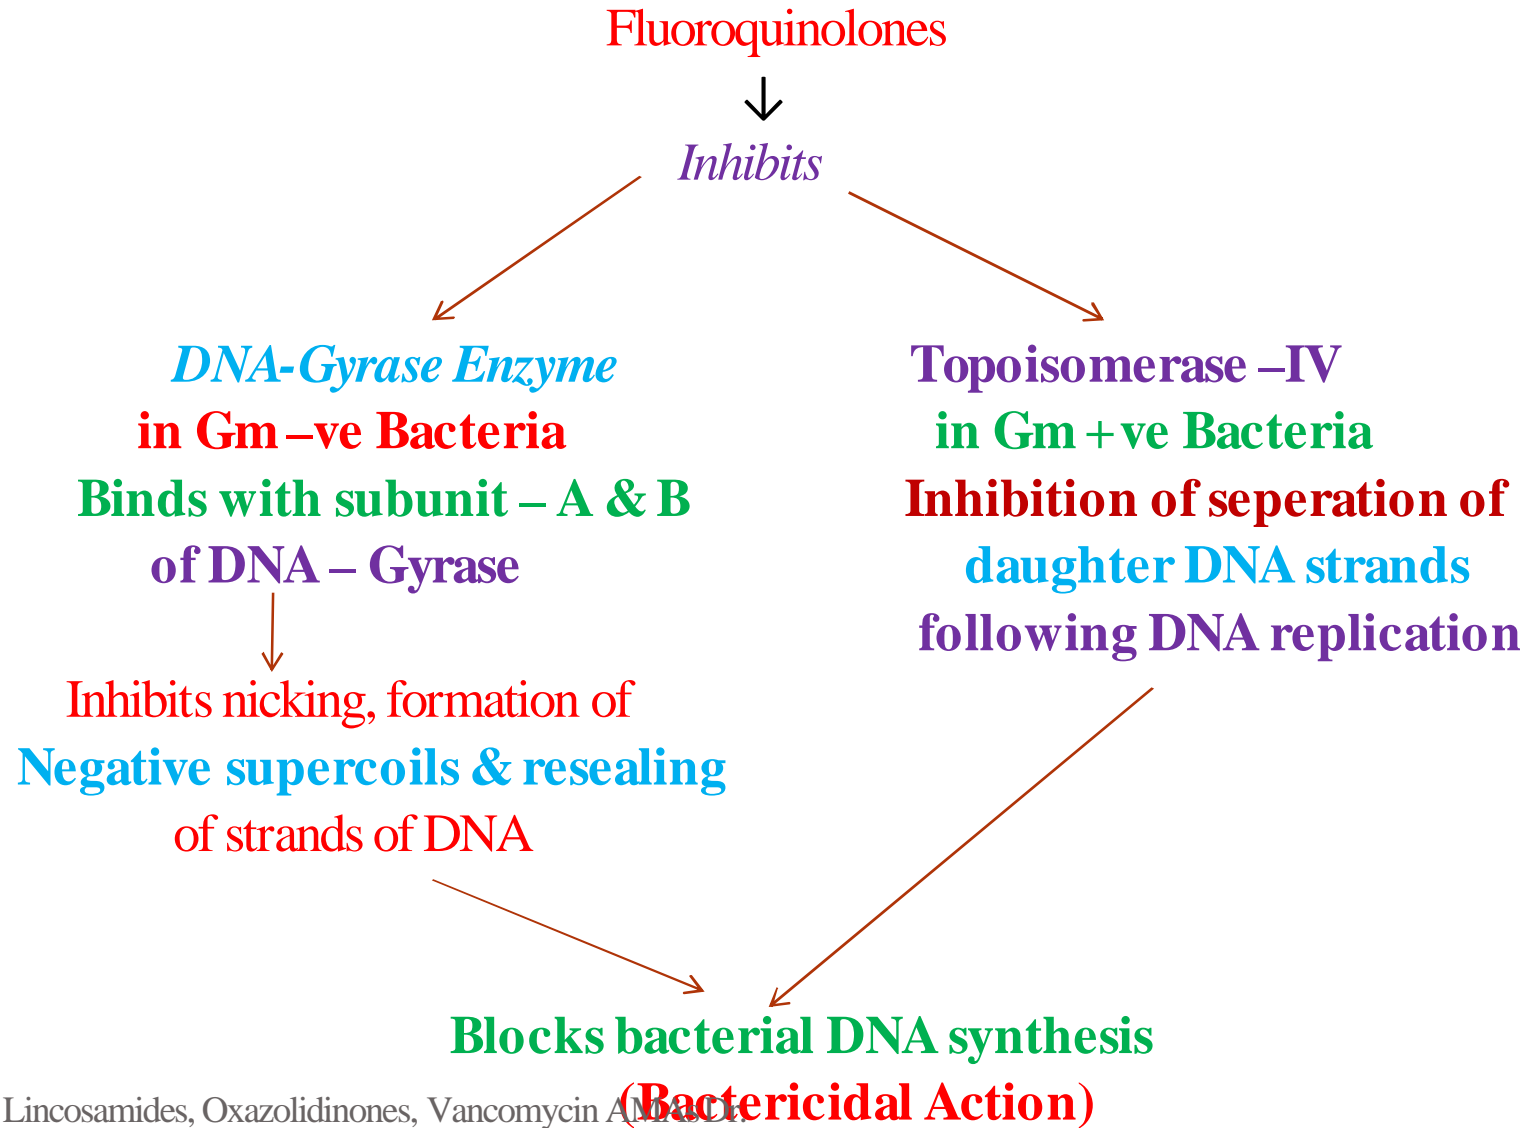 Fluoroquinolones
Inhibits
DNA-Gyrase Enzyme
in Gm –ve Bacteria
Binds with subunit – A & B
of DNA – Gyrase
Inhibits nicking, formation of
Negative supercoils & resealing
of strands of DNA
Topoisomerase –IV
in Gm +ve Bacteria
Inhibition of seperation of
daughter DNA strands
following DNA replication
Blocks bacterial DNA synthesis
(Bactericidal Action)
Lincosamides, Oxazolidinones, Vancomycin AMAs Dr.